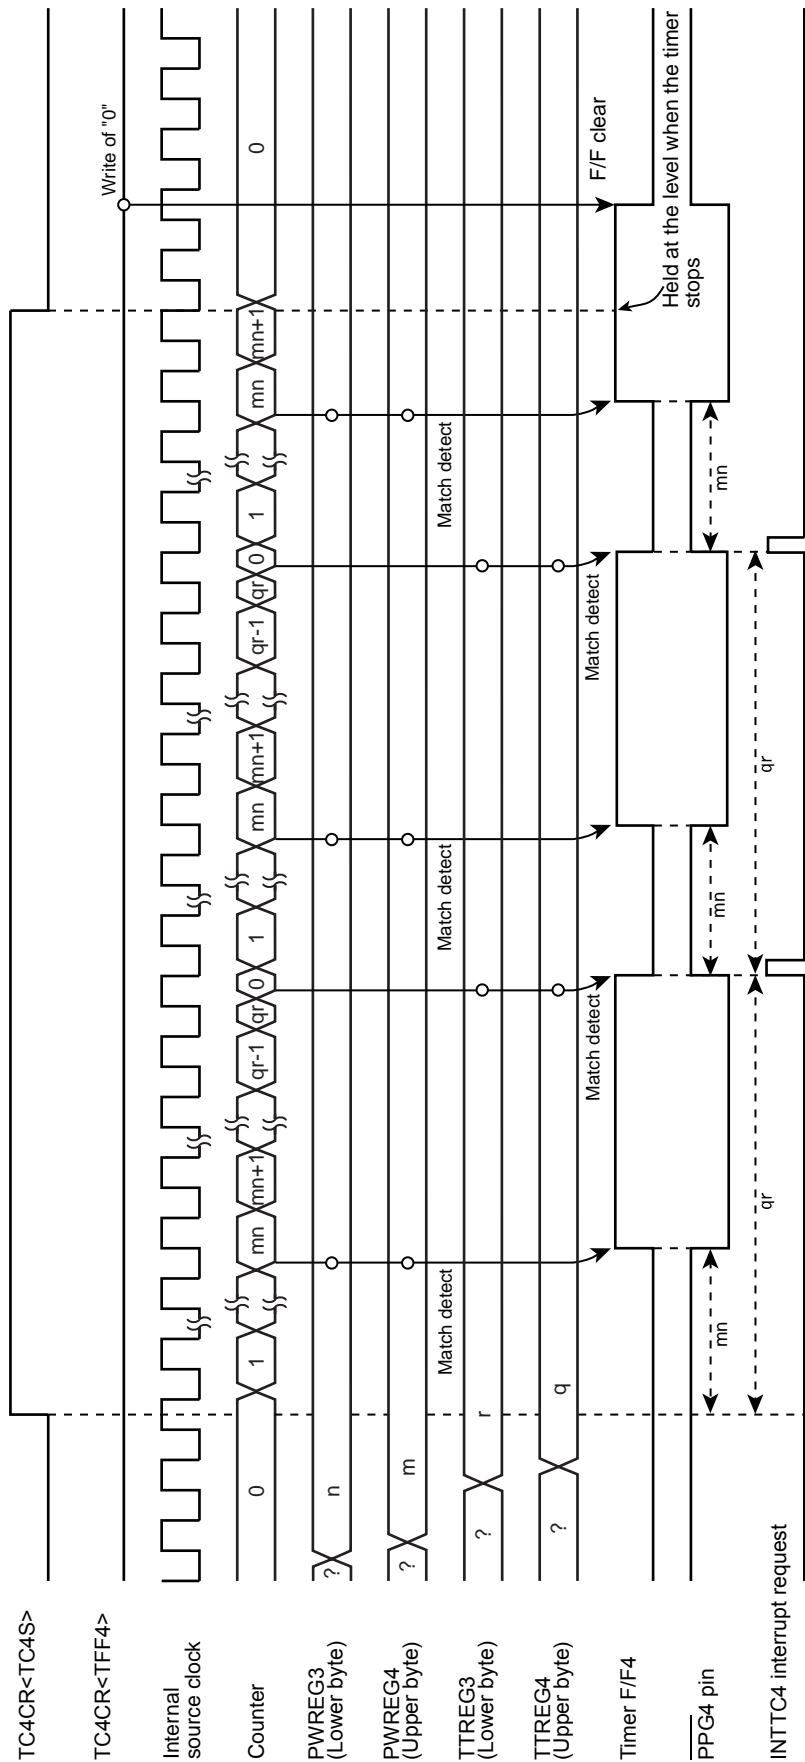 TC4CR<TC4S>
TC4CR<TFF4>
Write of "0"
Internal
source clock
Counter
0
1
mn
mn+1
qr-1
qr
0
1
mn
mn+1
qr-1
qr
0
1
mn
mn+1
0
PWREG3
(Lower byte)
?
n
PWREG4
(Upper byte)
?
m
Match detect
Match detect
Match detect
TTREG3
(Lower byte)
?
r
TTREG4
(Upper byte)
?
q
Match detect
Match detect
F/F clear
Timer F/F4
Held at the level when the timer
stops
PPG4 pin
mn
mn
mn
qr
qr
INTTC4 interrupt request